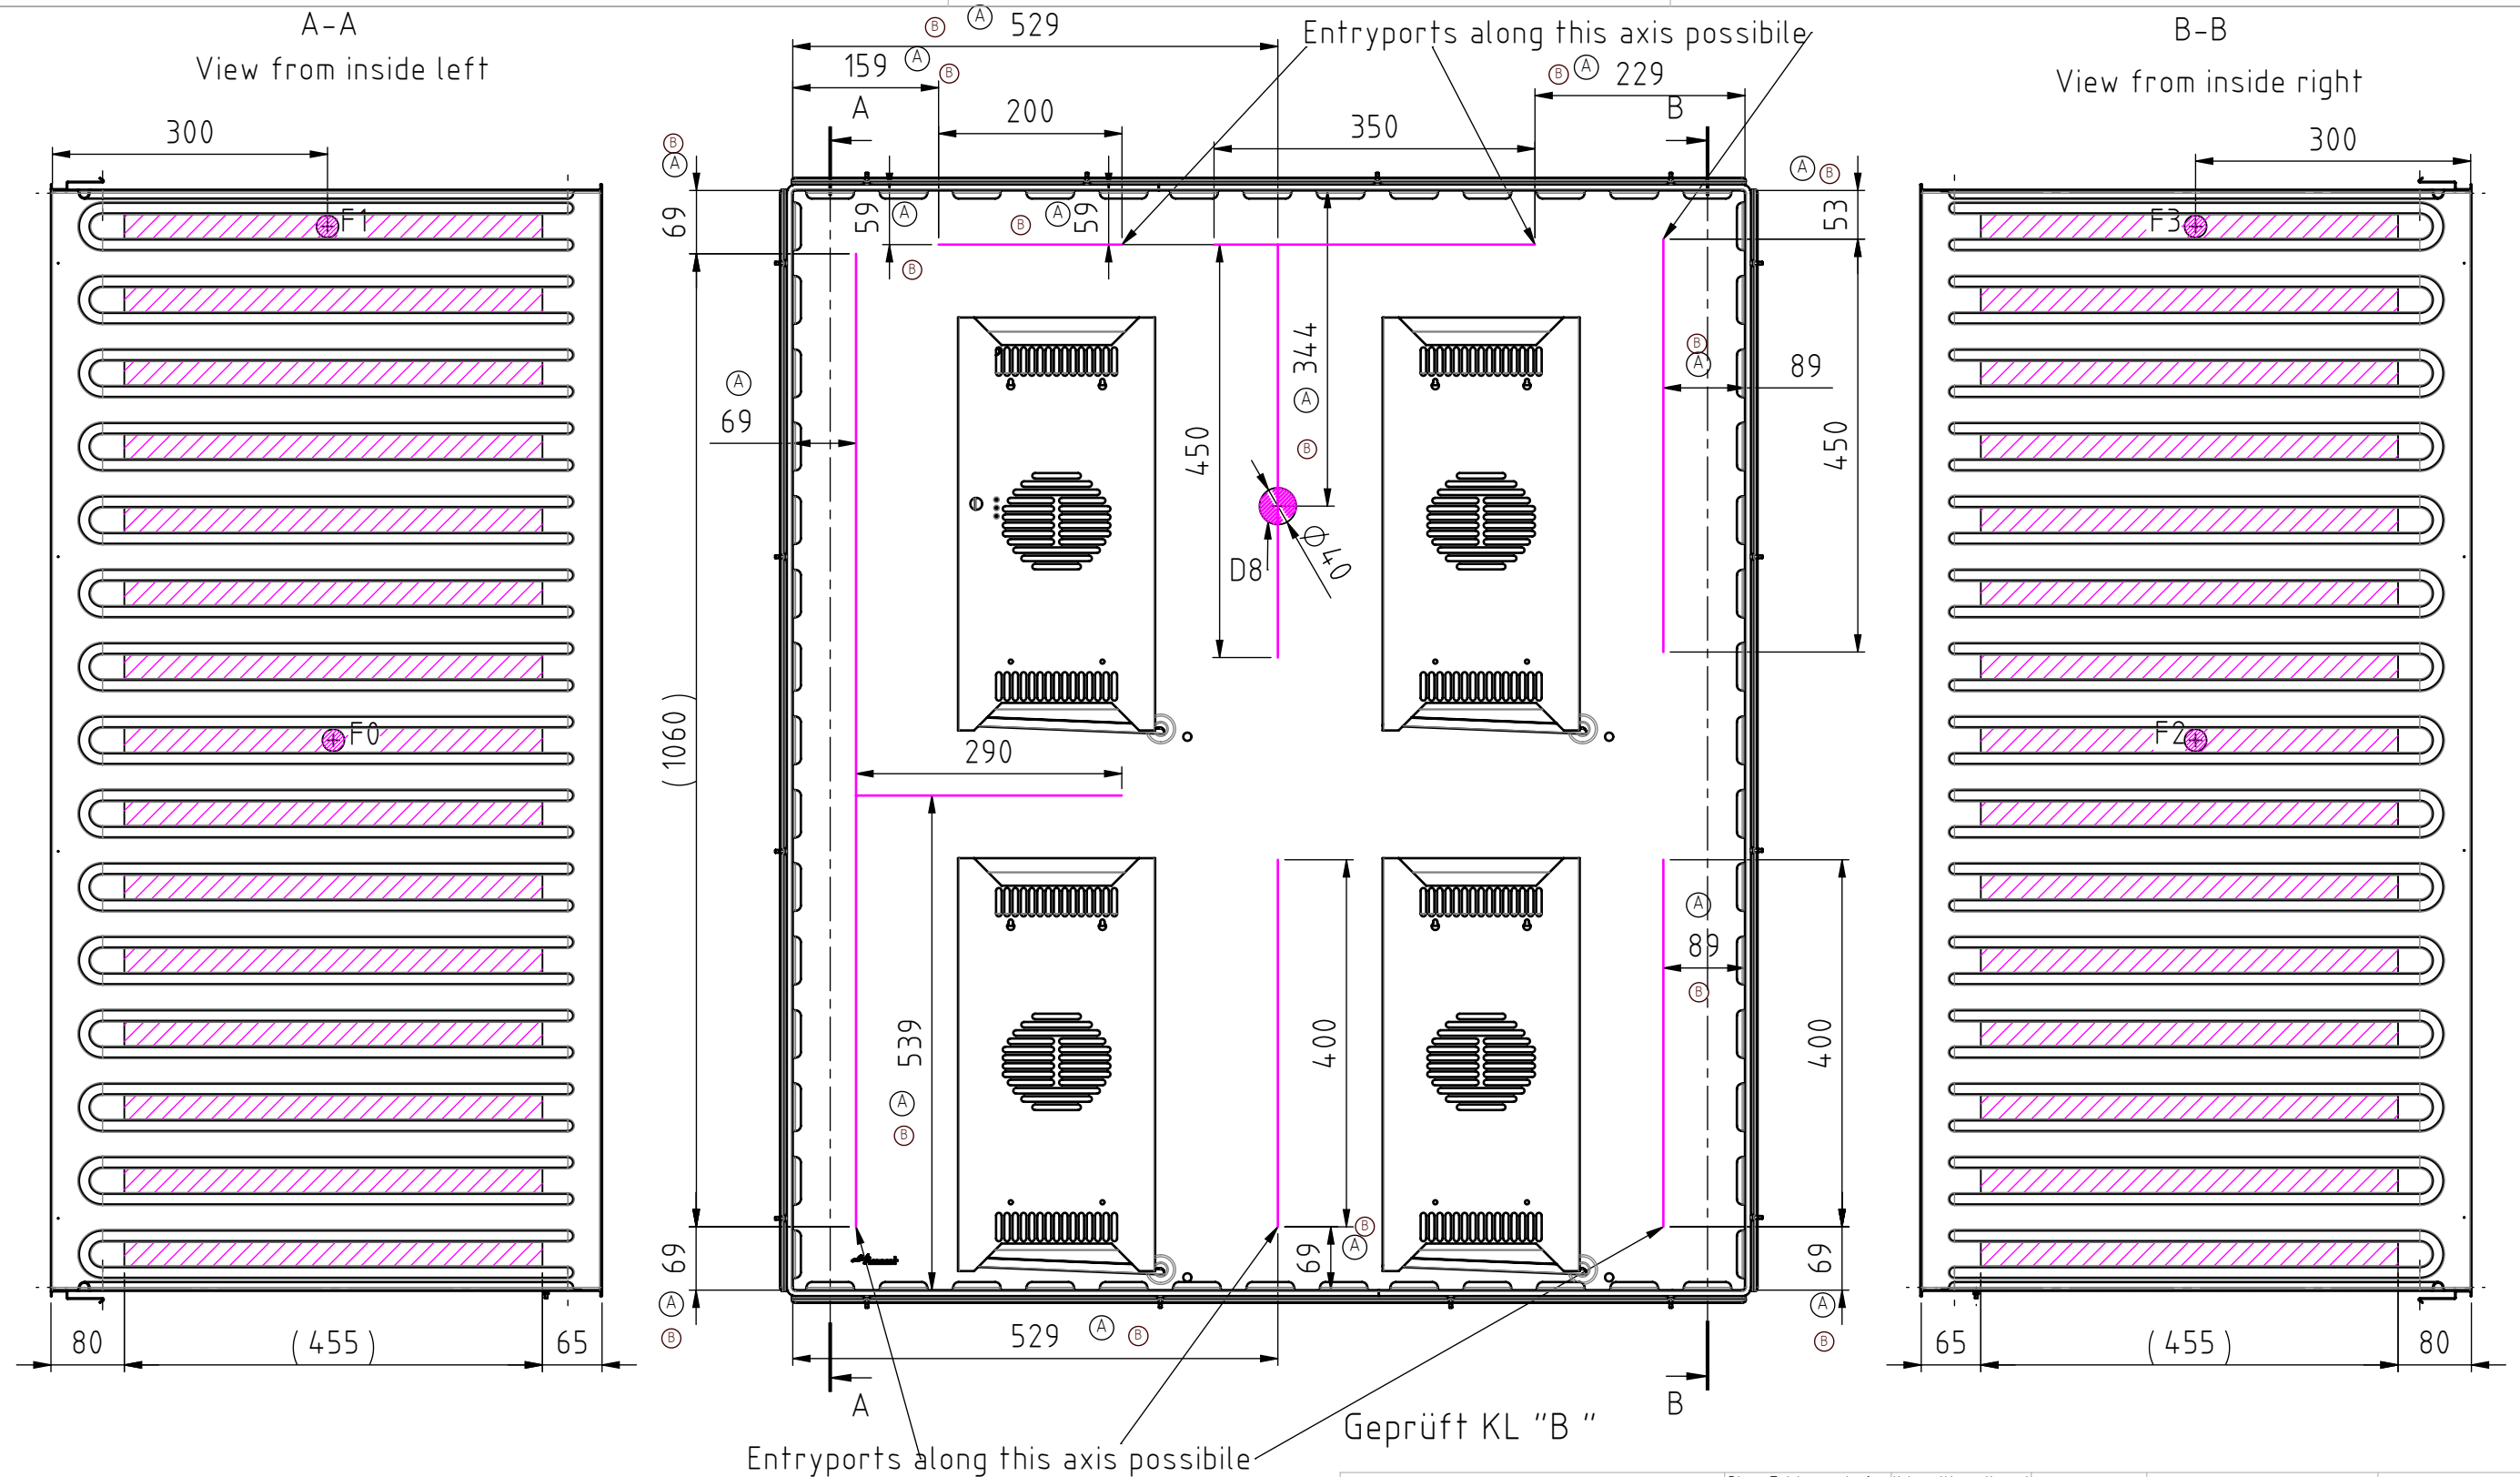 A-A
View from inside left
B A 529
Entryports along this axis possibile
B-B
View from inside right
159 A B
B A 229
A
B
200
350
300
300
B
A
A B
69
59
A
B
A
59
53
F1
F3
B
344
B
A
89
A
69
A
B
450
450
Ø40
D8
(1060)
F0
F2
290
A
89
B
539
400
400
A
B
69
B
A
69
69
A
B
A
B
529 A B
80
(455)
65
65
(455)
80
A
B
Geprüft KL "B "
Entryports along this axis possibile